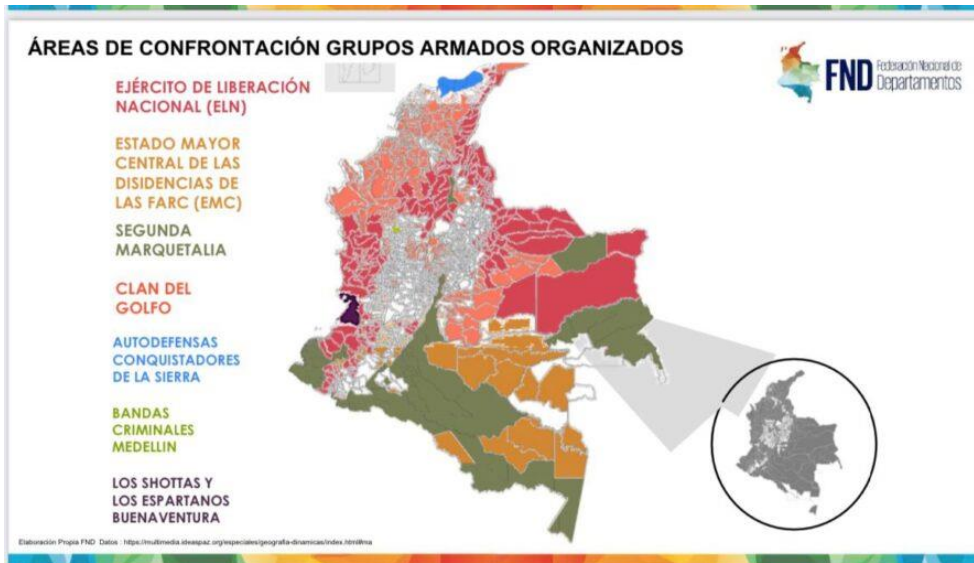 ÁREAS DE CONFRONTACIÓN GRUPOS ARMADOS ORGANIZADOS
FND
Federación Nacional de
Departamentos
EJÉRCITO DE LIBERACIÓN
NACIONAL (ELN)
ESTADO MAYOR
CENTRAL DE LAS
DISIDENCIAS DE
LAS FARC (EMC)
SEGUNDA
MARQUETALIA
CLAN DEL
GOLFO
AUTODEFENSAS
CONQUISTADORES
DE LA SIERRA
BANDAS
CRIMINALES
MEDELLIN
LOS SHOTTAS Y
LOS ESPARTANOS
BUENAVENTURA
Elaboración Propia FND Datos : https://multimedia.ideaspaz.org/especiales/geografia-dinamicas/index.html#ma